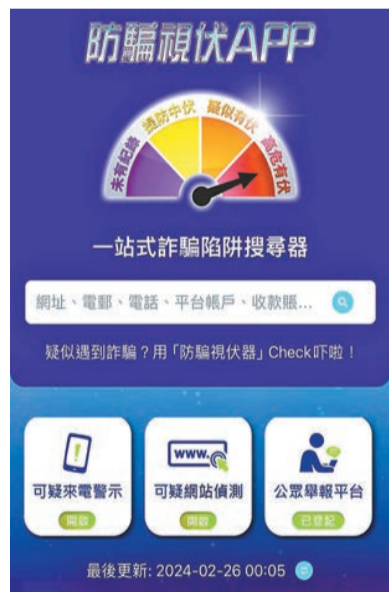 防騙視伏APP
未有紀錄 提防中伏 疑似有伏 高危有伏
一站式詐騙陷阱搜尋器
網址、電郵、電話、平台帳戶、收款賬...
疑似遇到詐騙？用「防騙視伏器」Check吓啦！
!
www.
可疑來電警示 可疑網站偵測 公眾舉報平台
開啟 開啟 已登記
最後更新: 2024-02-26 00:05